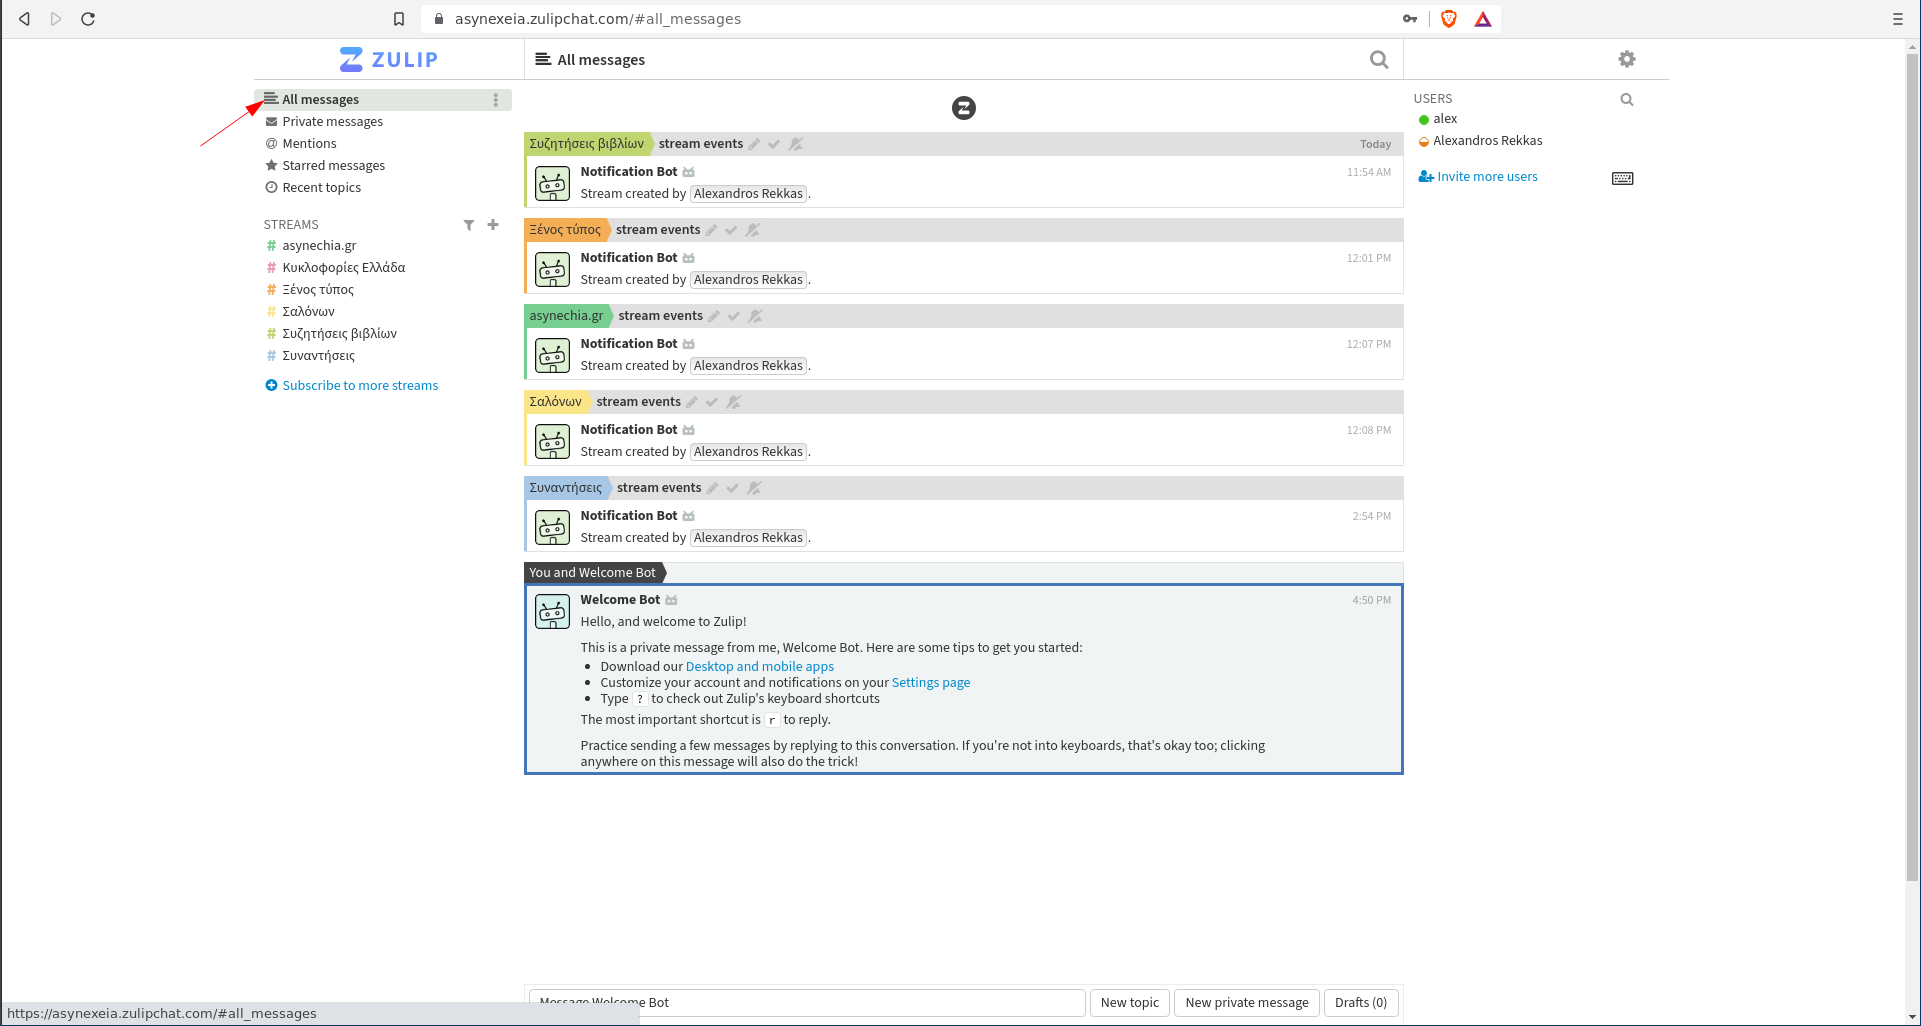 asynexeia.zulipchat.com/#all_messages
ZULIP
All messages
All messages
Private messages
Mentions
Starred messages
Recent topics
STREAMS
# asynechia.gr
# Κυκλοφορίες Ελλάδα
# Ξένος τύπος
# Σαλόνων
# Συζητήσεις βιβλίων
# Συναντήσεις
Subscribe to more streams
Συζητήσεις βιβλίων stream events Today
Notification Bot 11:54 AM
Stream created by Alexandros Rekkas.
Ξένος τύπος stream events
Notification Bot 12:01 PM
Stream created by Alexandros Rekkas.
asynechia.gr stream events
Notification Bot 12:07 PM
Stream created by Alexandros Rekkas.
Σαλόνων stream events
Notification Bot 12:08 PM
Stream created by Alexandros Rekkas.
Συναντήσεις stream events
Notification Bot 2:54 PM
Stream created by Alexandros Rekkas.
You and Welcome Bot
Welcome Bot 4:50 PM
Hello, and welcome to Zulip!
This is a private message from me, Welcome Bot. Here are some tips to get you started:
• Download our Desktop and mobile apps
• Customize your account and notifications on your Settings page
• Type ? to check out Zulip's keyboard shortcuts
The most important shortcut is r to reply.
Practice sending a few messages by replying to this conversation. If you're not into keyboards, that's okay too; clicking
anywhere on this message will also do the trick!
USERS
alex
Alexandros Rekkas
Invite more users
Message Welcome Bot
New topic
New private message
Drafts (0)
https://asynexeia.zulipchat.com/#all_messages